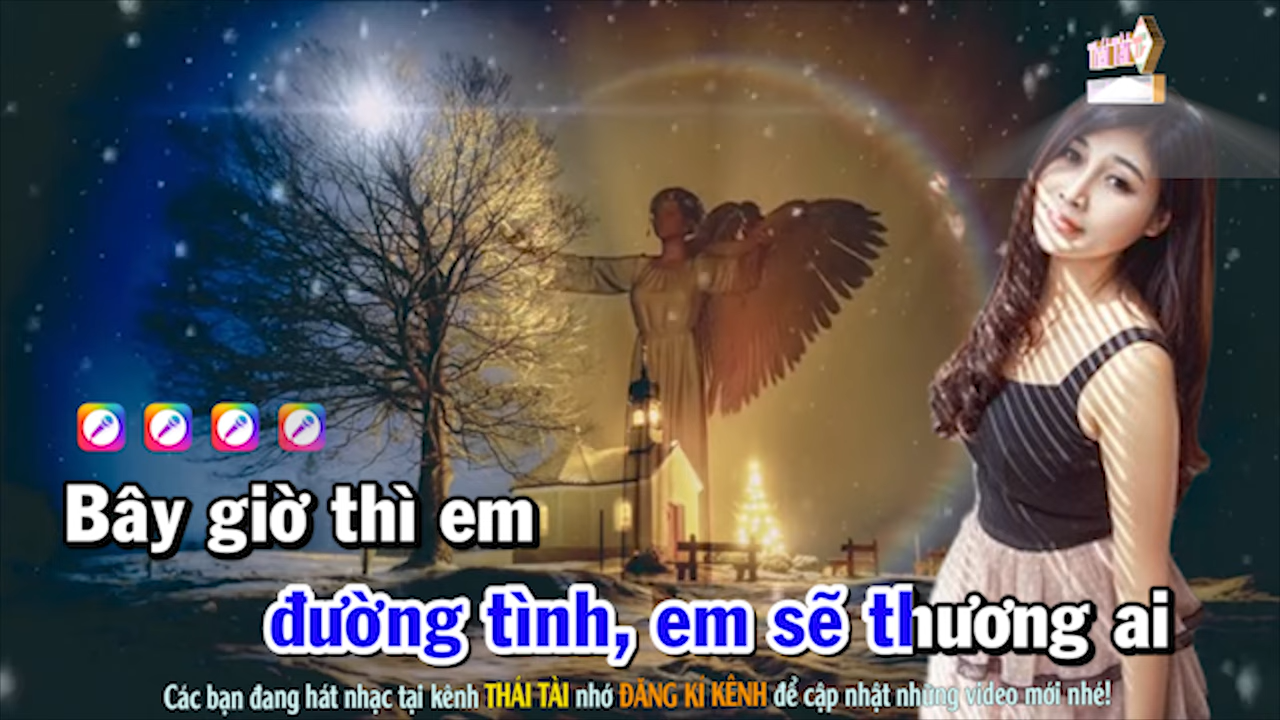 Bây giờ thì em
đường tình, em sẽ thương ai
Các bạn đang hát nhạc tại kênh THÁI TÀI nhớ ĐĂNG KÍ KÊNH để cập nhật những video mới nhé!